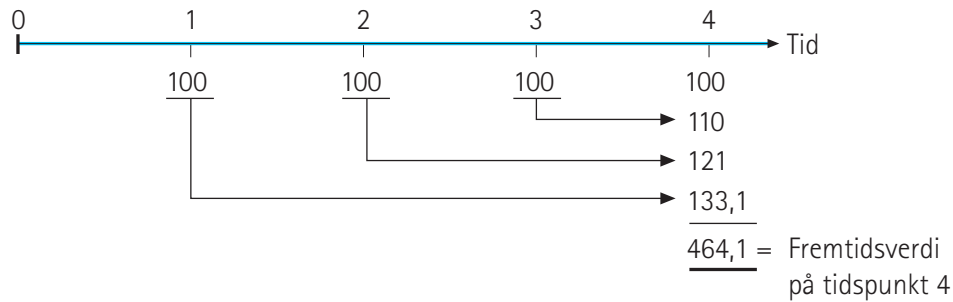 0 1 2 3 4
Tid
100 100 100 100
110
121
133,1
464,1 = Fremtidsverdi
på tidspunkt 4